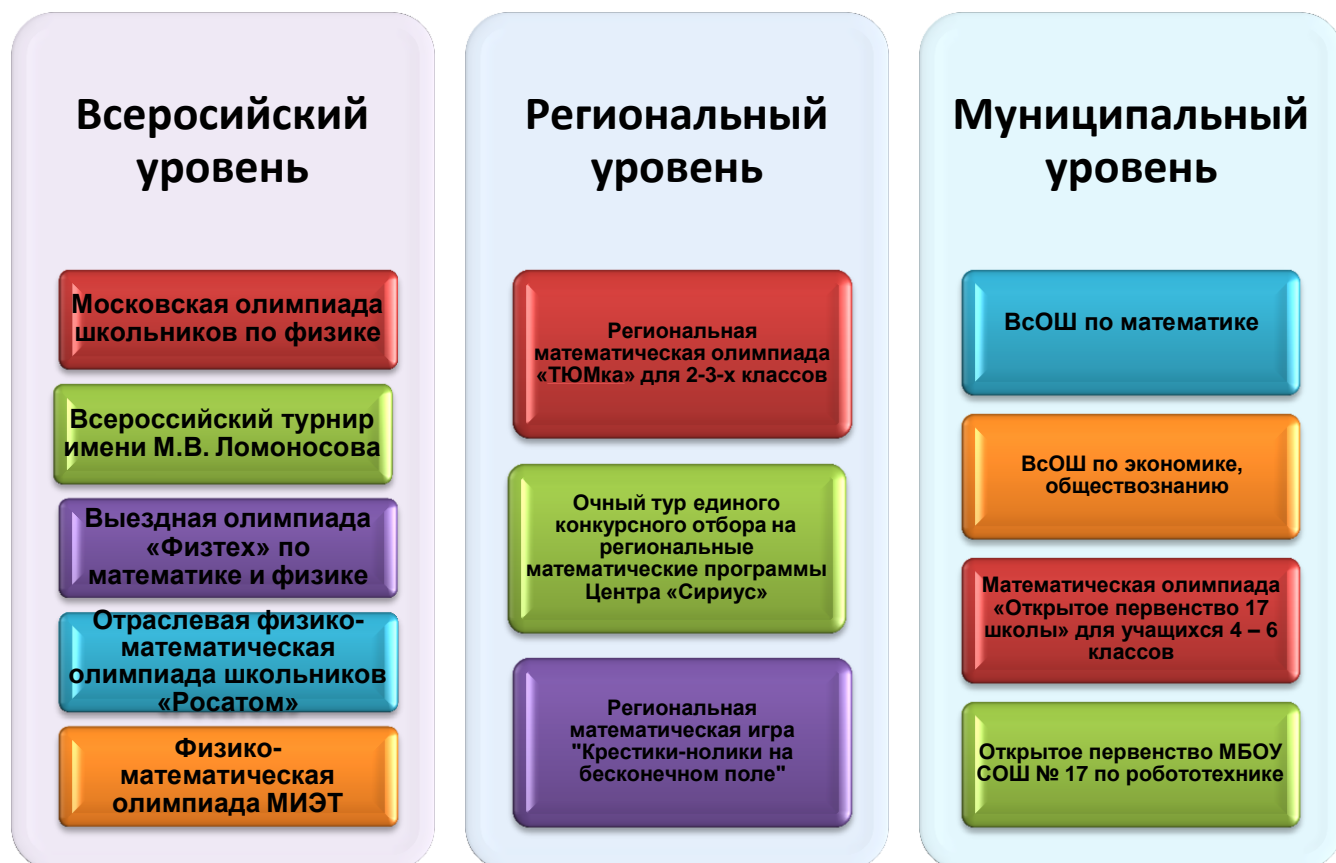 Всеросийский
уровень
Московская олимпиада
школьников по физике
Всероссийский турнир
имени М.В. Ломоносова
Выездная олимпиада
«Физтех» по
математике и физике
Отраслевая физико-
математическая
олимпиада школьников
«Росатом»
Физико-
математическая
олимпиада МИЭТ
Региональный
уровень
Региональная
математическая олимпиада
«ТЮМка» для 2-3-х классов
Очный тур единого
конкурсного отбора на
региональные
математические программы
Центра «Сириус»
Региональная
математическая игра
"Крестики-нолики на
бесконечном поле"
Муниципальный
уровень
ВсОШ по математике
ВсОШ по экономике,
обществознанию
Математическая олимпиада
«Открытое первенство 17
школы» для учащихся 4 – 6
классов
Открытое первенство МБОУ
СОШ № 17 по робототехнике